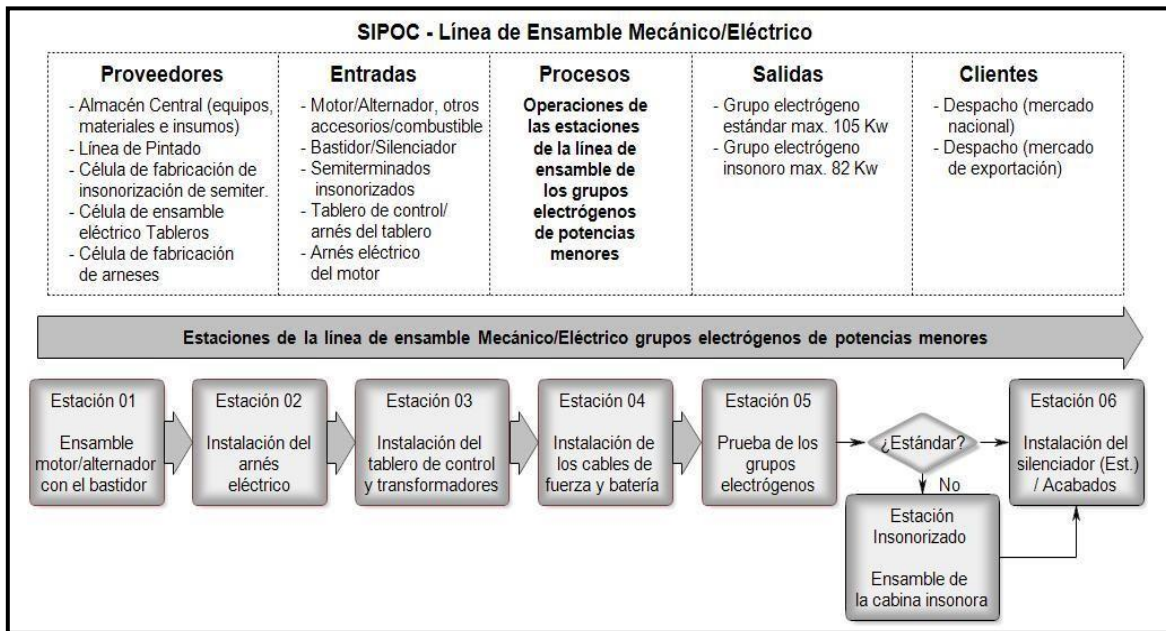 SIPOC - Línea de Ensamble Mecánico/Eléctrico
Proveedores
- Almacén Central (equipos,
materiales e insumos)
- Línea de Pintado
- Célula de fabricación de
insonorización de semiter.
- Célula de ensamble
eléctrico Tableros
- Célula de fabricación
de arneses
Entradas
- Motor/Alternador, otros
accesorios/combustible
- Bastidor/Silenciador
- Semiterminados
insonorizados
- Tablero de control/
arnés del tablero
- Arnés eléctrico
del motor
Procesos
Operaciones de
las estaciones
de la línea de
ensamble de
los grupos
electrógenos
de potencias
menores
Salidas
- Grupo electrógeno
estándar max. 105 Kw
- Grupo electrógeno
insonoro max. 82 Kw
Clientes
- Despacho (mercado
nacional)
- Despacho (mercado
de exportación)
Estaciones de la línea de ensamble Mecánico/Eléctrico grupos electrógenos de potencias menores
Estación 01
Ensamble
motor/alternador
con el bastidor
Estación 02
Instalación del
arnés
eléctrico
Estación 03
Instalación del
tablero de control
y transformadores
Estación 04
Instalación de
los cables de
fuerza y batería
Estación 05
Prueba de los
grupos
electrógenos
¿Estándar?
No
Estación
Insonorizado
Ensamble de
la cabina insonora
Estación 06
Instalación del
silenciador (Est.)
/ Acabados